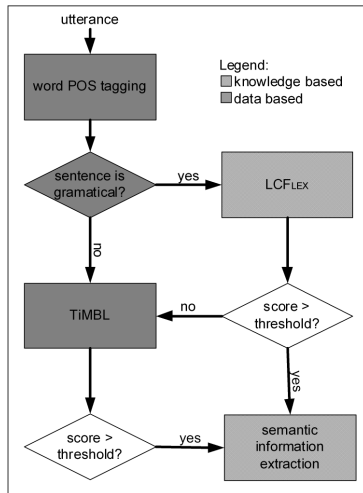 utterance
word POS tagging
Legend:
knowledge based
data based
sentence is
gramatical?
yes
LCFLEX
no
TiMBL
no
score >
threshold?
yes
score >
threshold?
yes
semantic
information
extraction